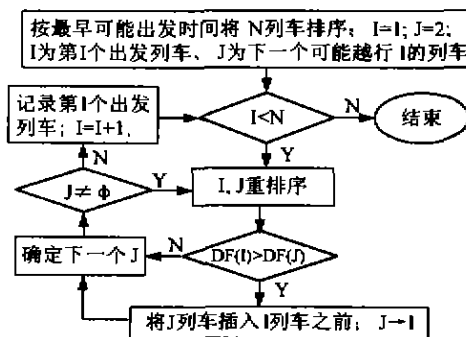 按最早可能出发时间将 N列车排序; I=1; J=2;
I为第I个出发列车、J为下一个可能越行 I的列车
记录第I个出发
列车; I=I+1.
I<N
N
结束
N
Y
J≠Φ
Y
I, J重排序
确定下一个 J
N
DF(I)>DF(J)
Y
将J列车插入 I列车之前; J→I